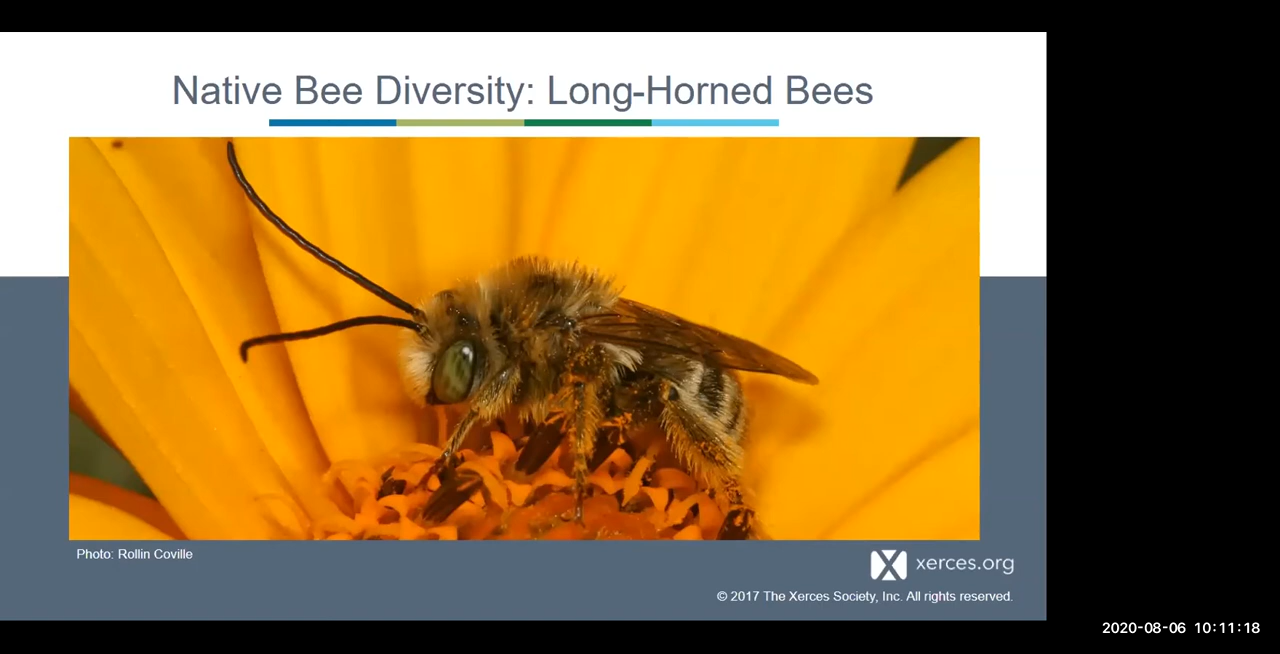 Native Bee Diversity: Long-Horned Bees
Photo: Rollin Coville
xerces.org
© 2017 The Xerces Society, Inc. All rights reserved.
2020-08-06 10:11:18